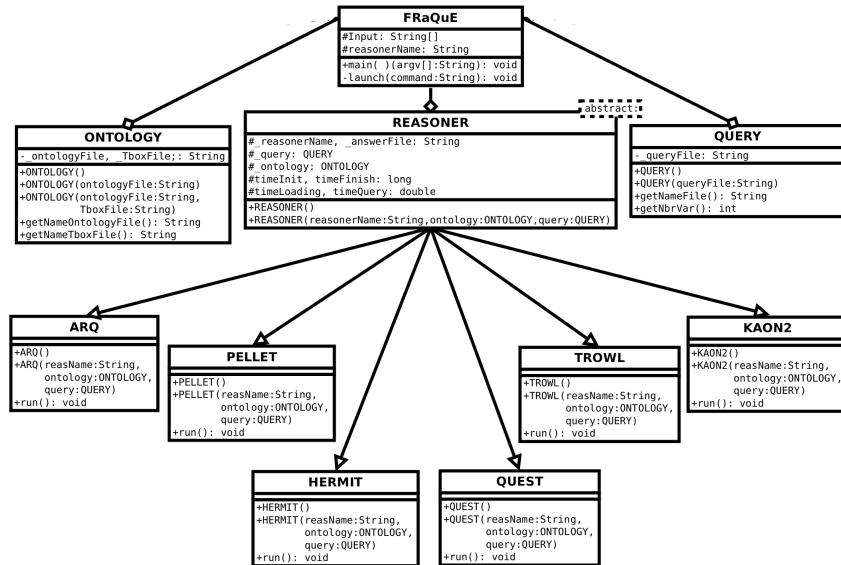 FRaQuE
#Input: String[]
#reasonerName: String
+main( )(argv[]:String): void
-launch(command:String): void
abstract:
ONTOLOGY
-_ontologyFile, _TboxFile;: String
+ONTOLOGY()
+ONTOLOGY(ontologyFile:String)
+ONTOLOGY(ontologyFile:String,
TboxFile:String)
+getNameOntologyFile(): String
+getNameTboxFile(): String
REASONER
#_reasonerName, _answerFile: String
#_query: QUERY
#_ontology: ONTOLOGY
#timeInit, timeFinish: long
#timeLoading, timeQuery: double
+REASONER()
+REASONER(reasonerName:String,ontology:ONTOLOGY,query:QUERY)
QUERY
-_queryFile: String
+QUERY()
+QUERY(queryFile:String)
+getNameFile(): String
+getNbrVar(): int
ARQ
+ARQ()
+ARQ(reasName:String,
ontology:ONTOLOGY,
query:QUERY)
+run(): void
PELLET
+PELLET()
+PELLET(reasName:String,
ontology:ONTOLOGY,
query:QUERY)
+run(): void
TROWL
+TROWL()
+TROWL(reasName:String,
ontology:ONTOLOGY,
query:QUERY)
+run(): void
KAON2
+KAON2()
+KAON2(reasName:String,
ontology:ONTOLOGY,
query:QUERY)
+run(): void
HERMIT
+HERMIT()
+HERMIT(reasName:String,
ontology:ONTOLOGY,
query:QUERY)
+run(): void
QUEST
+QUEST()
+QUEST(reasName:String,
ontology:ONTOLOGY,
query:QUERY)
+run(): void